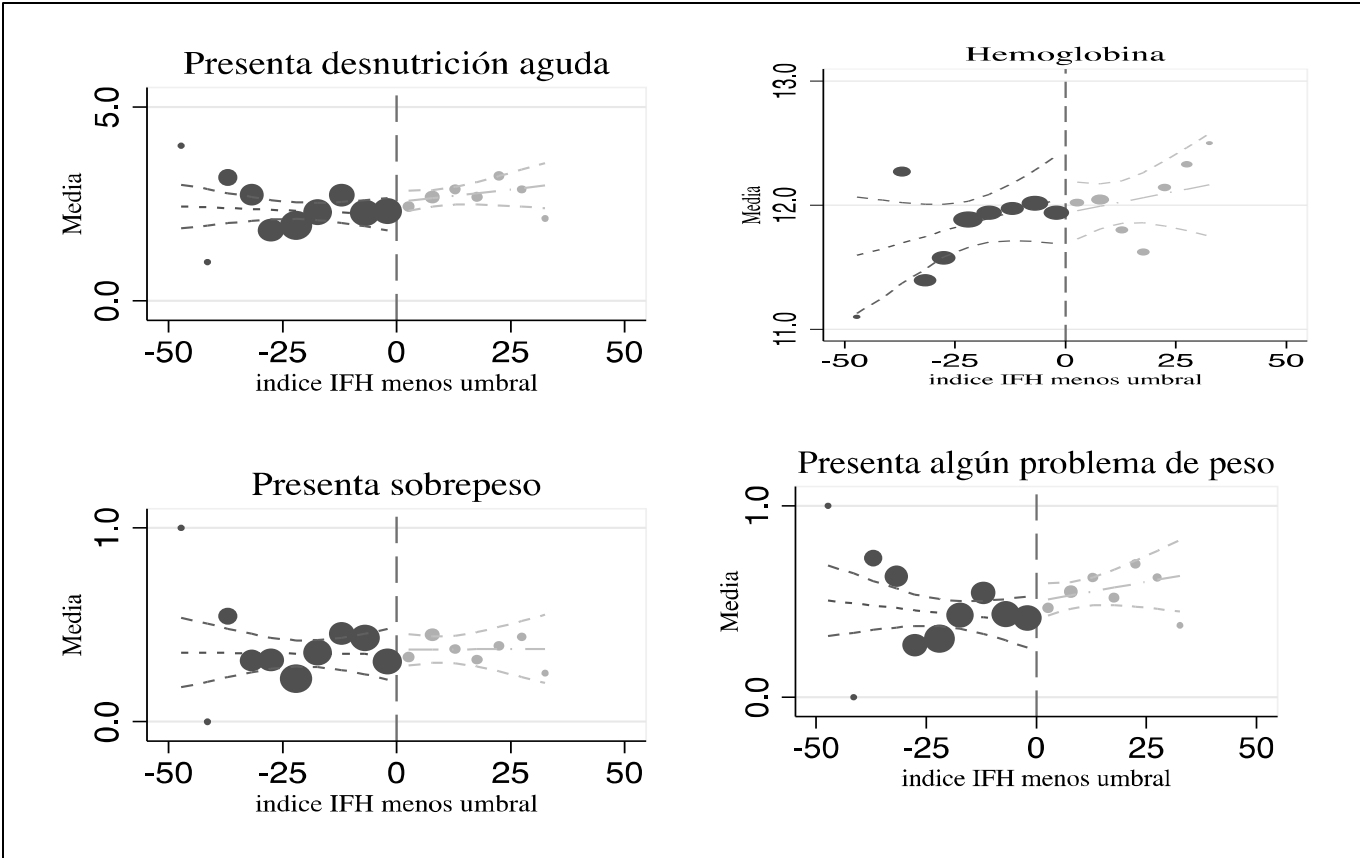 Presenta desnutrición aguda
5.0
Media
0.0
-50 -25 0 25 50
indice IFH menos umbral
Hemoglobina
13.0
12.0
Media
11.0
-50 -25 0 25 50
indice IFH menos umbral
Presenta sobrepeso
1.0
Media
0.0
-50 -25 0 25 50
indice IFH menos umbral
Presenta algún problema de peso
1.0
Media
0.0
-50 -25 0 25 50
indice IFH menos umbral